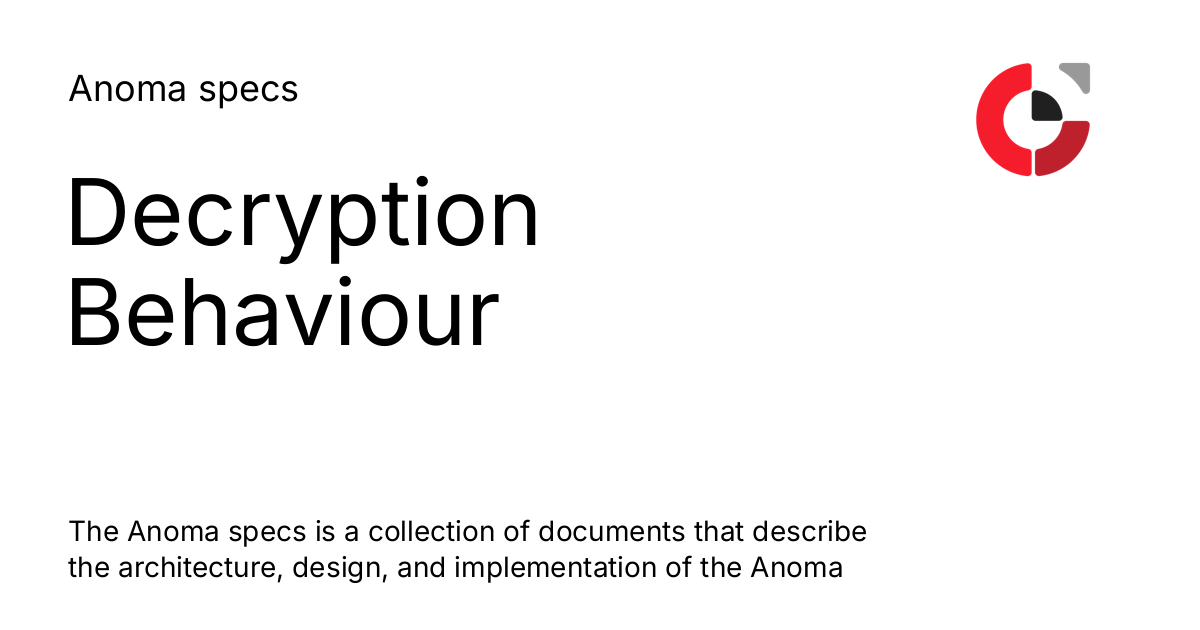 Anoma specs
Decryption
Behaviour
The Anoma specs is a collection of documents that describe
the architecture, design, and implementation of the Anoma